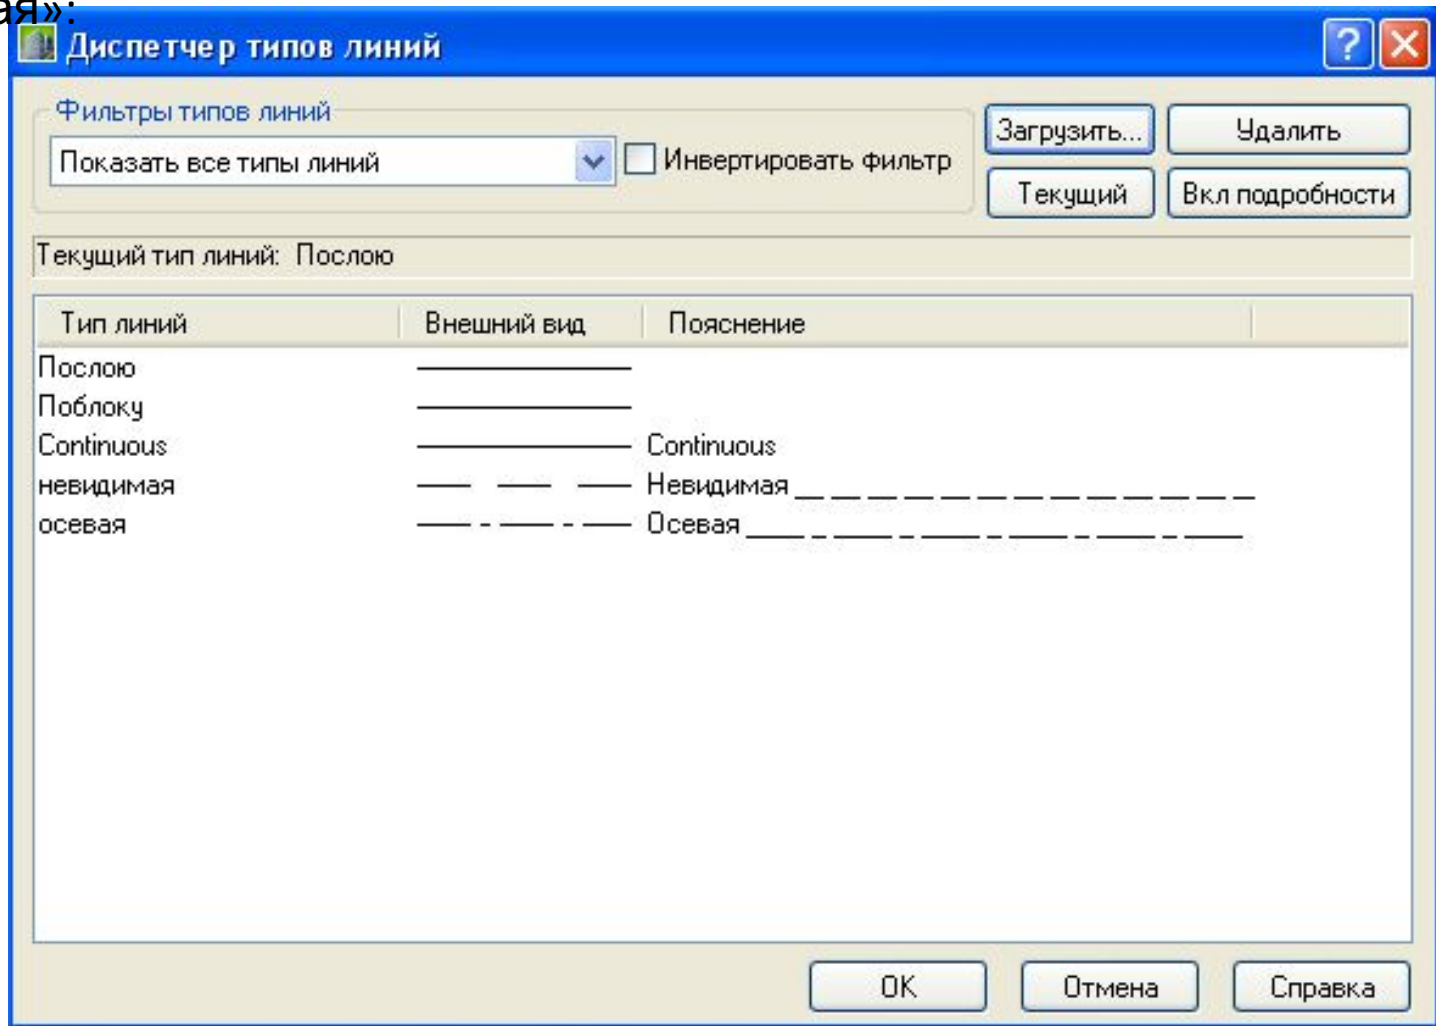 ая»:
Диспетчер типов линий
Фильтры типов линий
Показать все типы линий
Инвертировать фильтр
Загрузить...
Удалить
Текущий
Вкл подробности
Текущий тип линий: Послою
Тип линий Внешний вид Пояснение
Послою
Поблоку
Continuous Continuous
невидимая Невидимая
осевая Осевая
ОК Отмена Справка